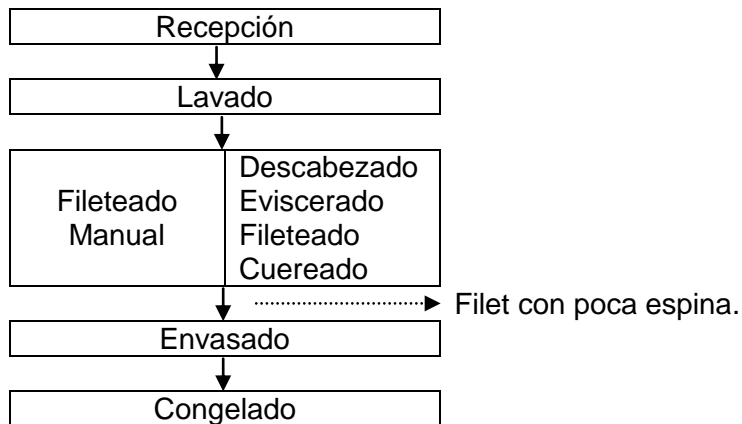 Recepción
Lavado
Fileteado
Manual
Descabezado
Eviscerado
Fileteado
Cuereado
Filet con poca espina.
Envasado
Congelado